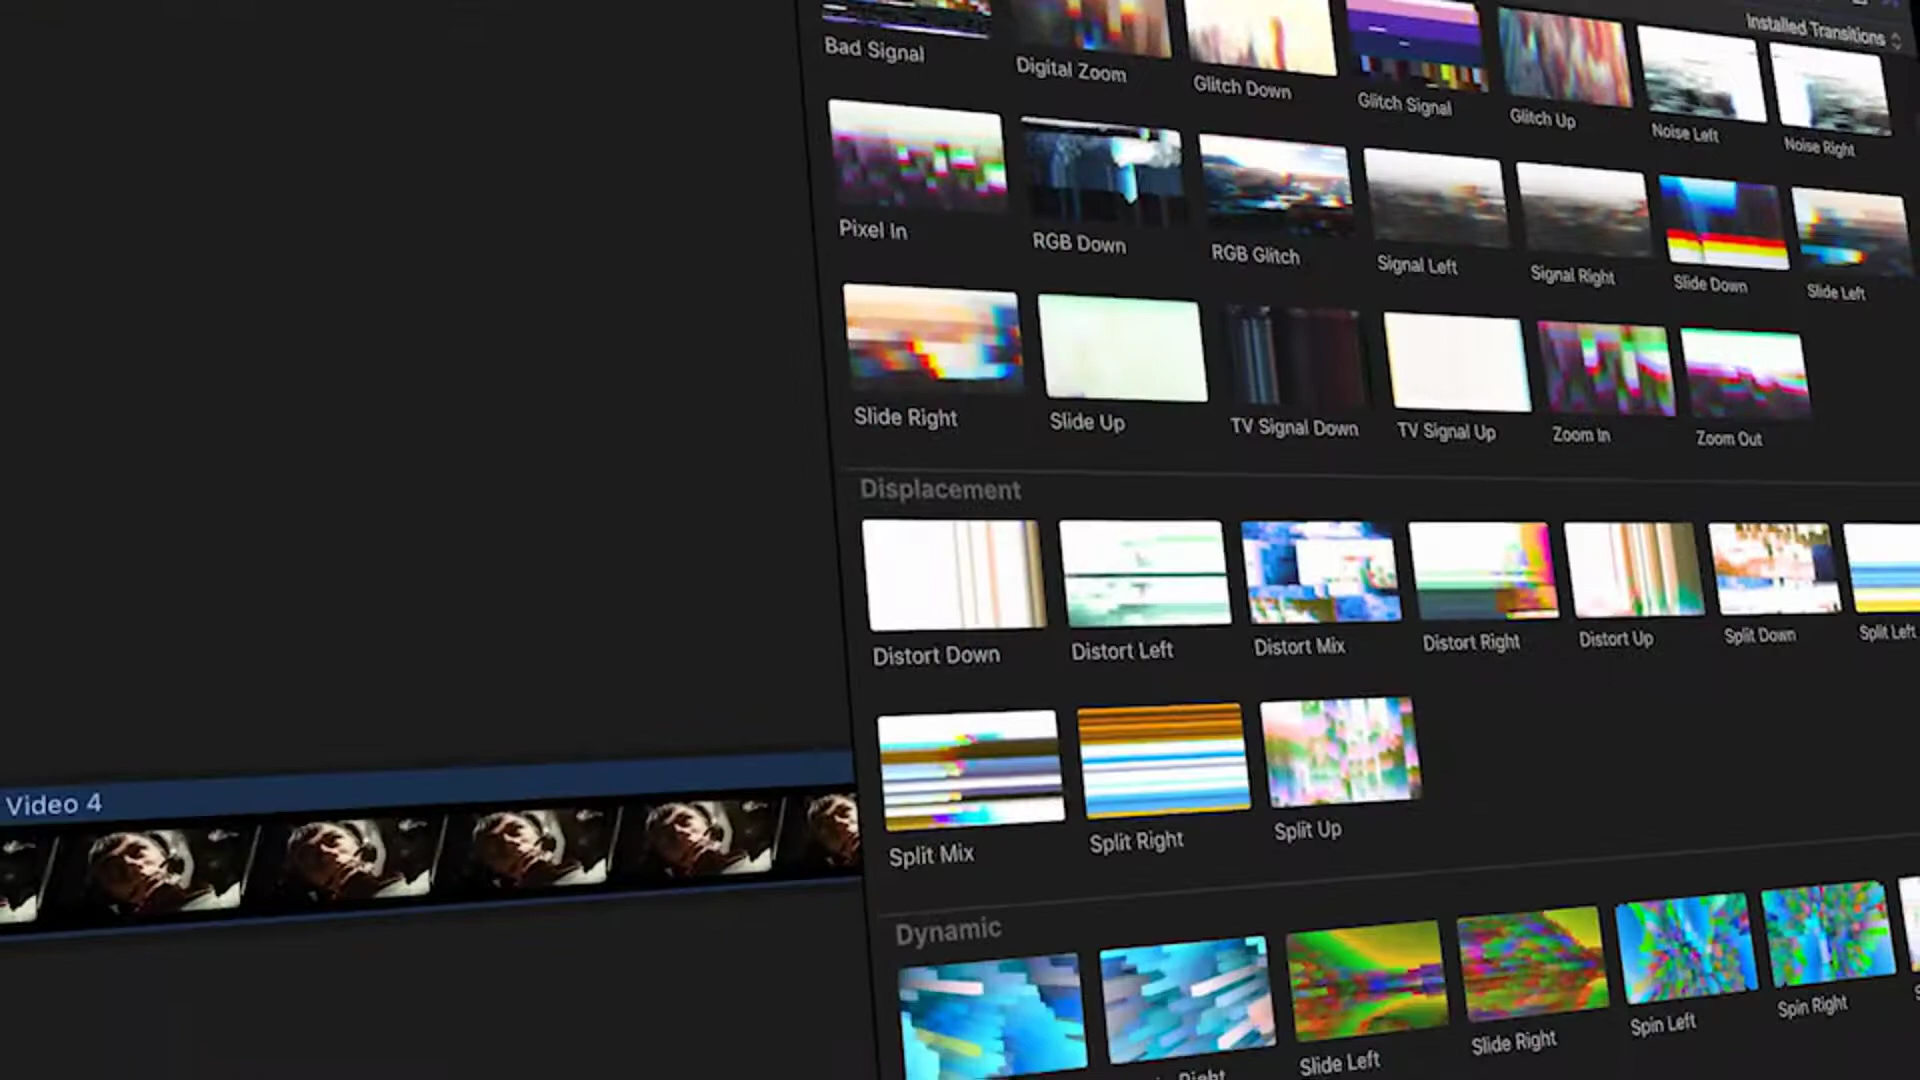 Installed Transitions
Bad Signal
Digital Zoom
Glitch Down
Glitch Signal
Glitch Up
Noise Left
Noise Right
Pixel In
RGB Down
RGB Glitch
Signal Left
Signal Right
Slide Down
Slide Left
Slide Right
Slide Up
TV Signal Down
TV Signal Up
Zoom In
Zoom Out
Displacement
Distort Down
Distort Left
Distort Mix
Distort Right
Distort Up
Split Down
Split Left
Split Mix
Split Right
Split Up
Video 4
Dynamic
Right
Slide Left
Slide Right
Spin Left
Spin Right